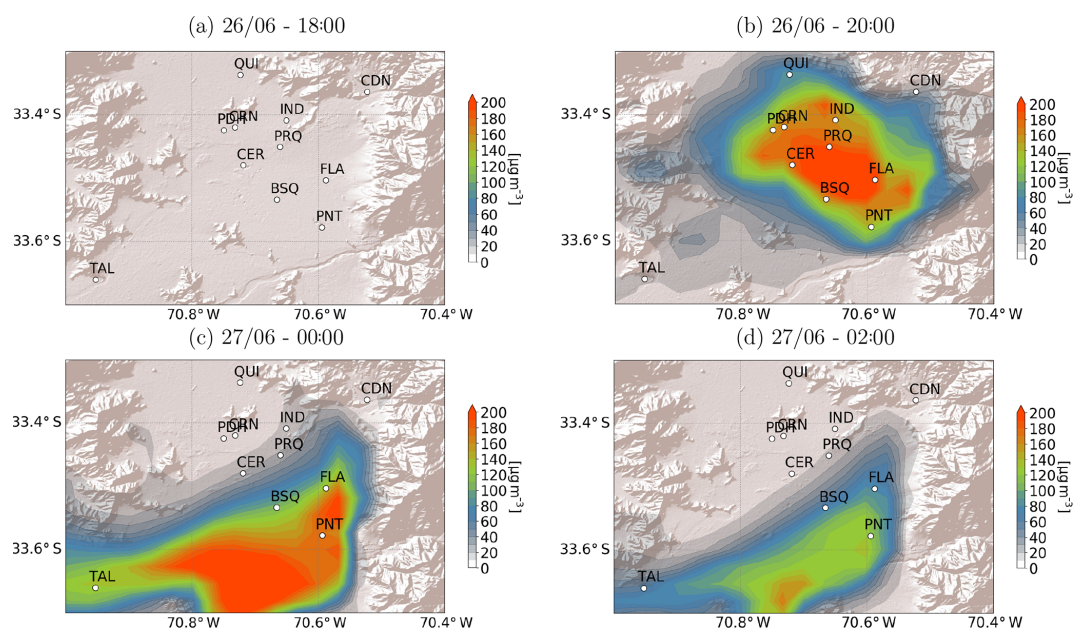 (a) 26/06 - 18:00
(b) 26/06 - 20:00
QUI
CDN
33.4°S
PDH
CRN
IND
PRQ
CER
FLA
BSQ
PNT
33.6°S
TAL
70.8°W
70.6°W
70.4°W
200
180
160
140
120
100
80
60
40
20
0
[µg m⁻³]
QUI
CDN
33.4°S
PDH
CRN
IND
PRQ
CER
FLA
BSQ
PNT
33.6°S
TAL
70.8°W
70.6°W
70.4°W
200
180
160
140
120
100
80
60
40
20
0
[µg m⁻³]
(c) 27/06 - 00:00
(d) 27/06 - 02:00
QUI
CDN
33.4°S
PDH
CRN
IND
PRQ
CER
FLA
BSQ
PNT
33.6°S
TAL
70.8°W
70.6°W
70.4°W
200
180
160
140
120
100
80
60
40
20
0
[µg m⁻³]
QUI
CDN
33.4°S
PDH
CRN
IND
PRQ
CER
FLA
BSQ
PNT
33.6°S
TAL
70.8°W
70.6°W
70.4°W
200
180
160
140
120
100
80
60
40
20
0
[µg m⁻³]